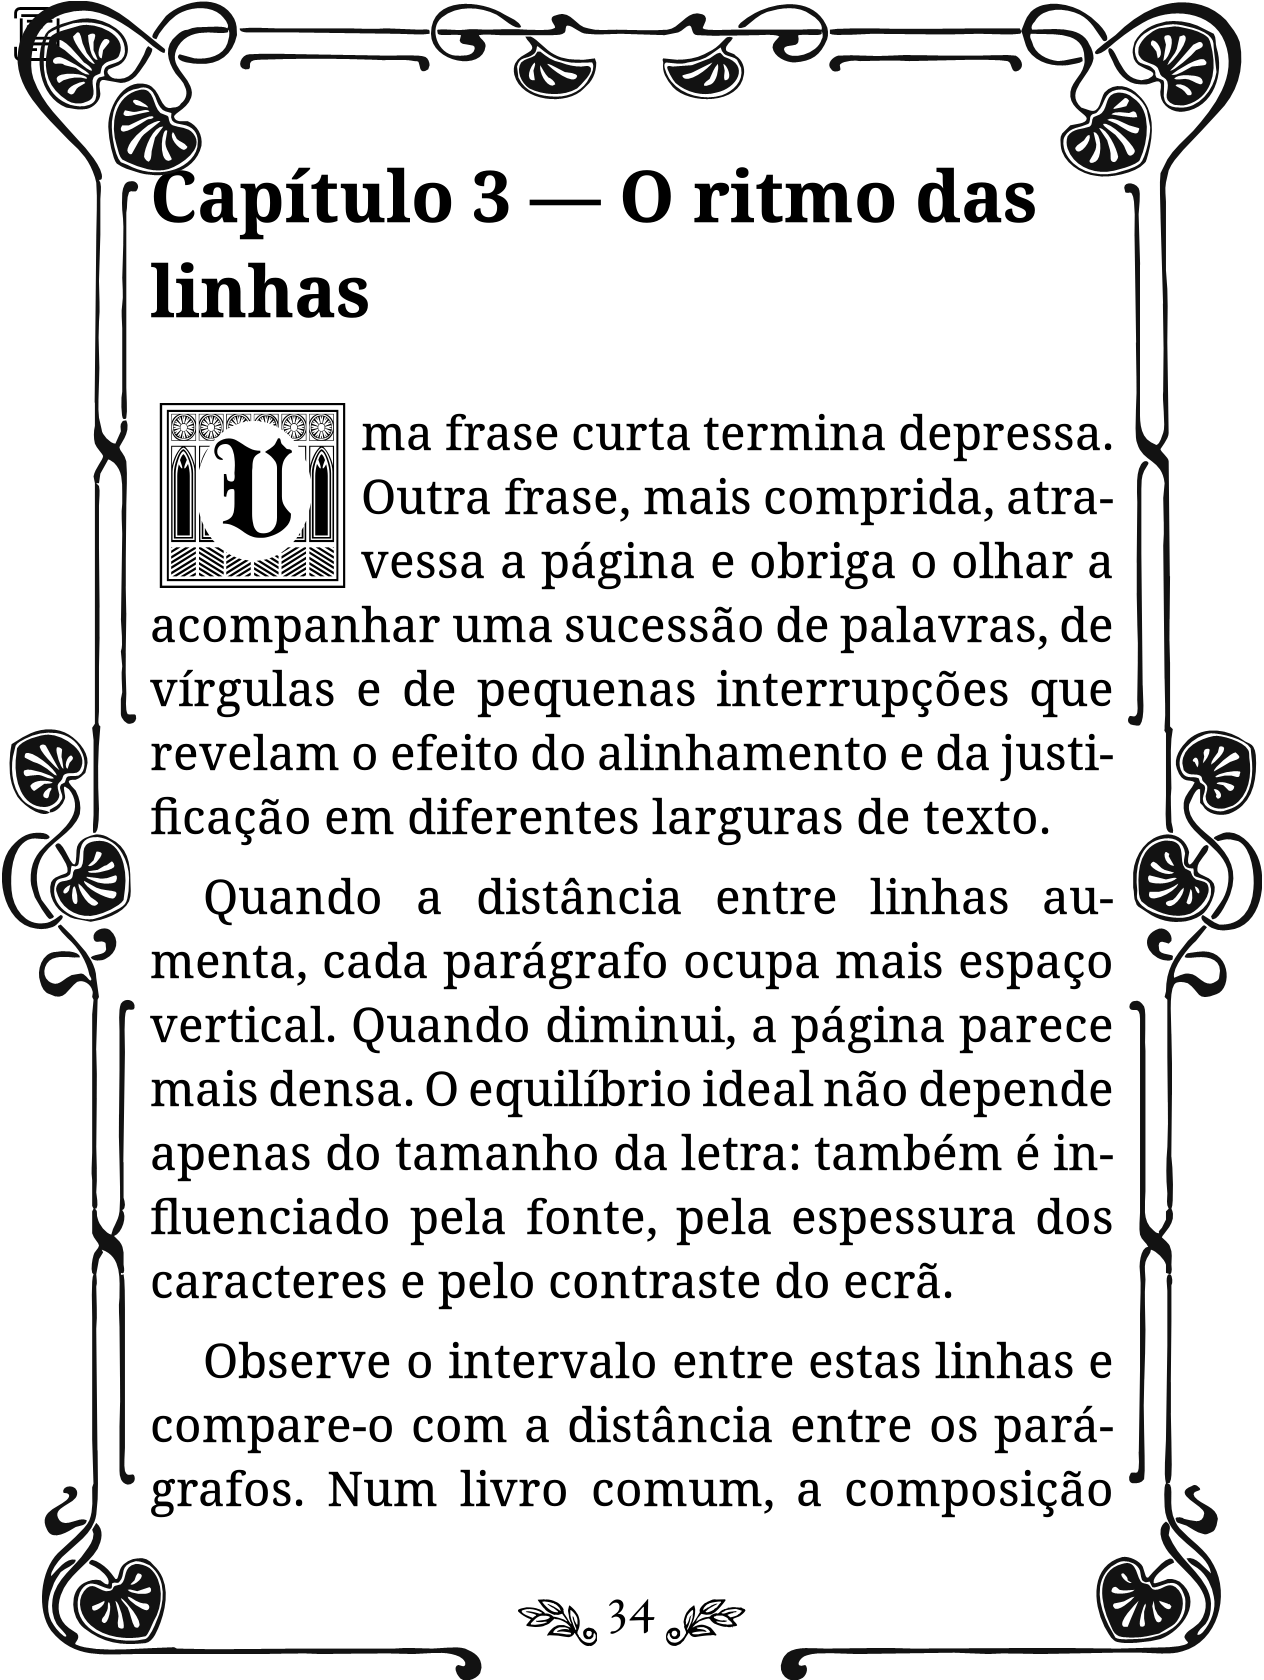 Capítulo 3 — O ritmo das
linhas
Uma frase curta termina depressa.
Outra frase, mais comprida, atra-
vessa a página e obriga o olhar a
acompanhar uma sucessão de palavras, de
vírgulas e de pequenas interrupções que
revelam o efeito do alinhamento e da justi-
ficação em diferentes larguras de texto.
Quando a distância entre linhas au-
menta, cada parágrafo ocupa mais espaço
vertical. Quando diminui, a página parece
mais densa. O equilíbrio ideal não depende
apenas do tamanho da letra: também é in-
fluenciado pela fonte, pela espessura dos
caracteres e pelo contraste do ecrã.
Observe o intervalo entre estas linhas e
compare-o com a distância entre os pará-
grafos. Num livro comum, a composição
34